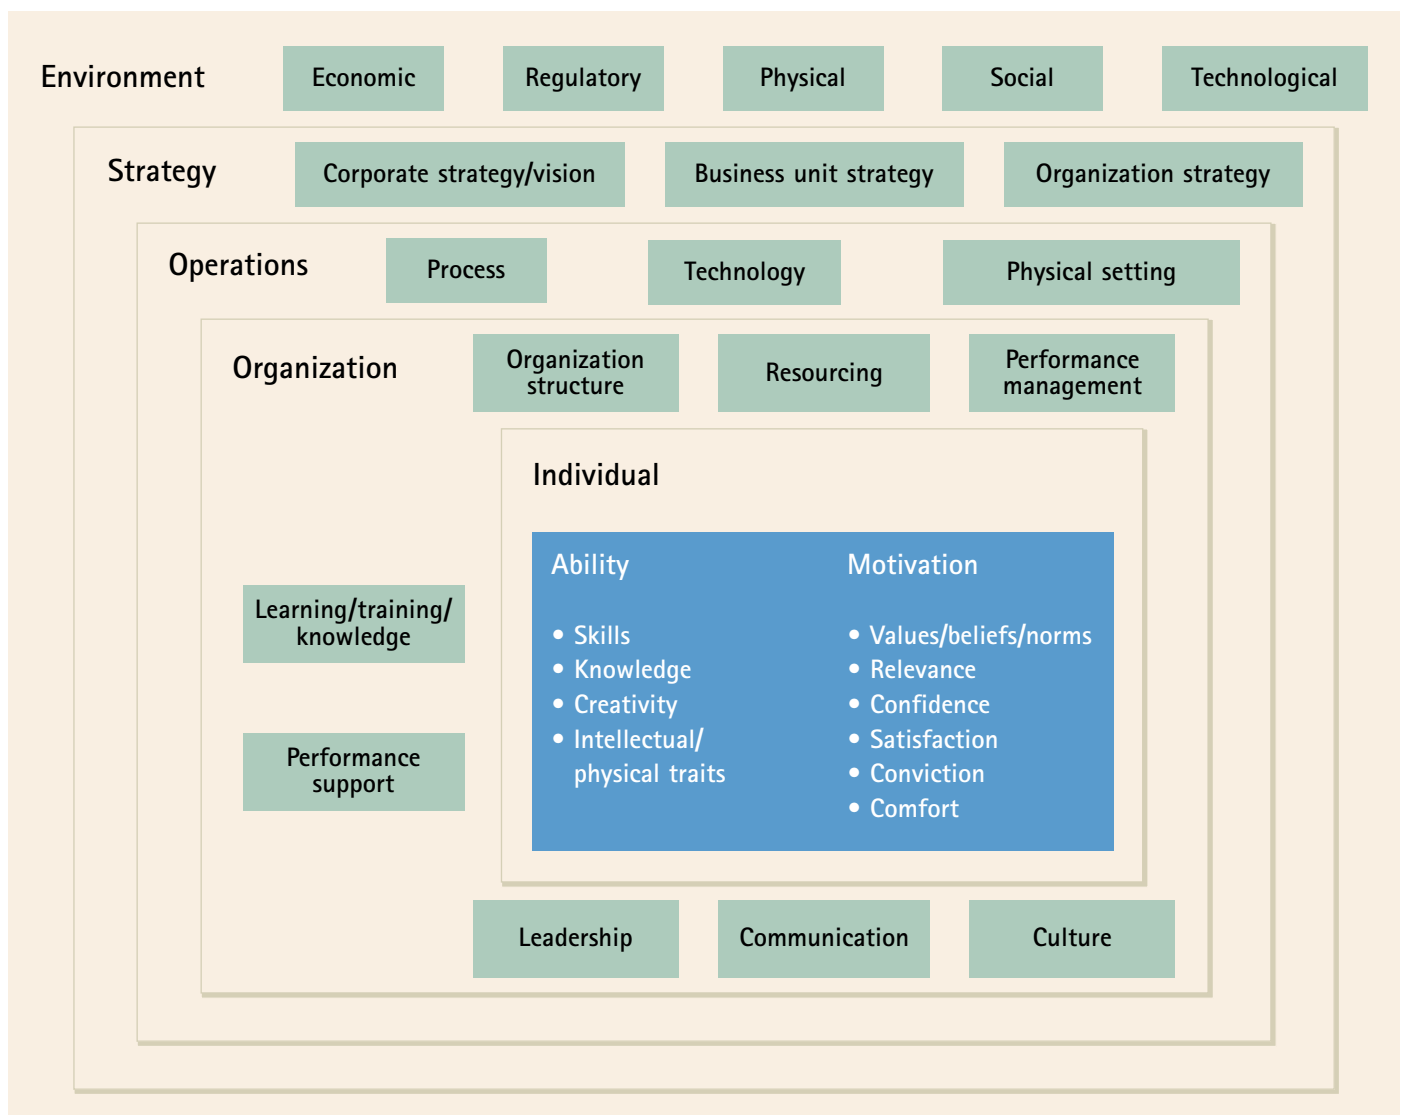 Environment
Economic
Regulatory
Physical
Social
Technological
Strategy
Corporate strategy/vision
Business unit strategy
Organization strategy
Operations
Process
Technology
Physical setting
Organization
Organization
structure
Resourcing
Performance
management
Learning/training/
knowledge
Performance
support
Individual
Ability
• Skills
• Knowledge
• Creativity
• Intellectual/
physical traits
Motivation
• Values/beliefs/norms
• Relevance
• Confidence
• Satisfaction
• Conviction
• Comfort
Leadership
Communication
Culture